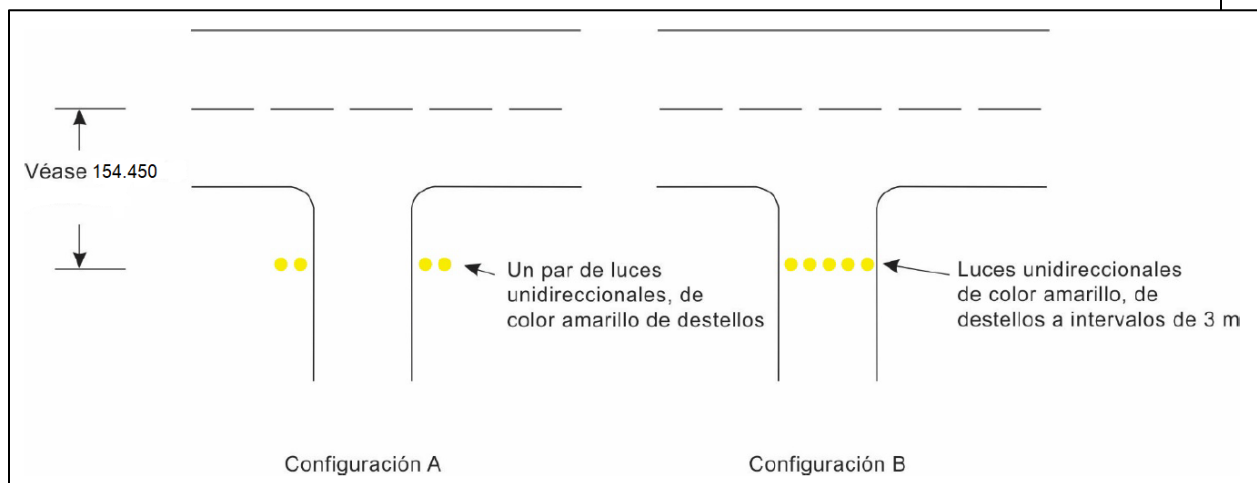 Véase 154.450
Un par de luces
unidireccionales, de
color amarillo de destellos
Luces unidireccionales
de color amarillo, de
destellos a intervalos de 3 m
Configuración A
Configuración B